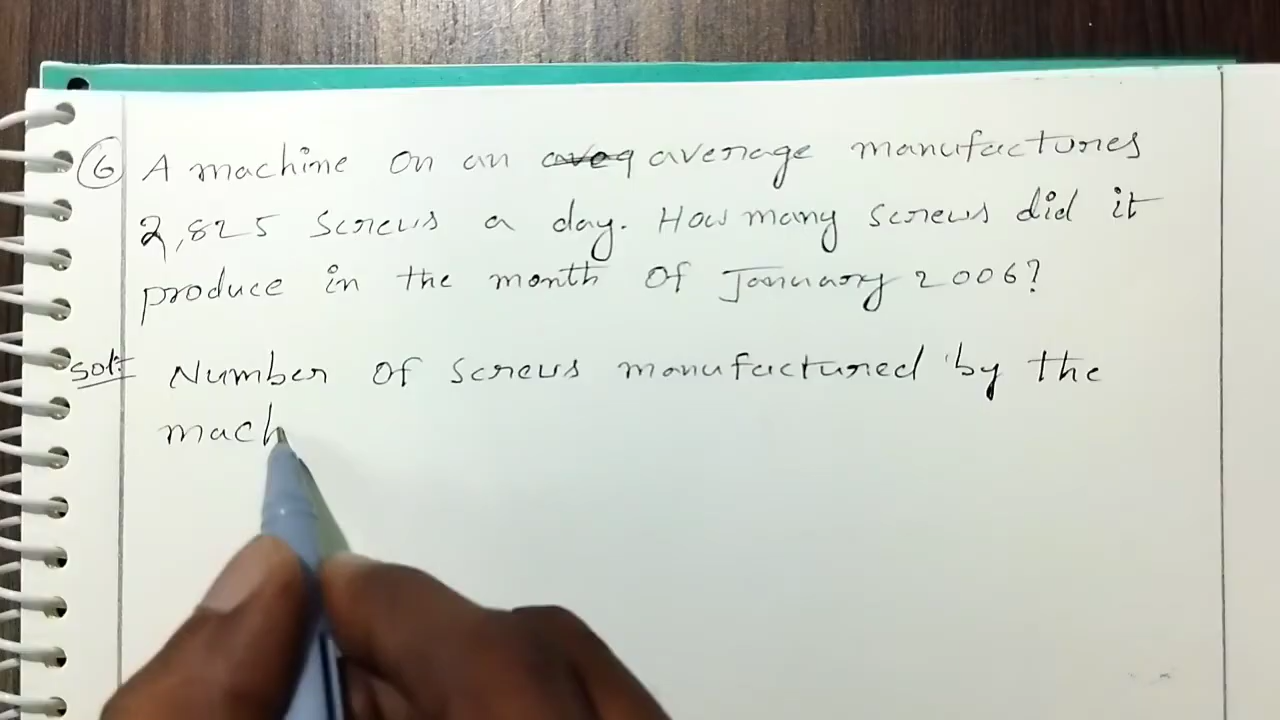 6 A machine on an aveg average manufactures
2,825 screws a day. How many screws did it
produce in the month of January 2006?
Sol: Number of screws manufactured by the
mach